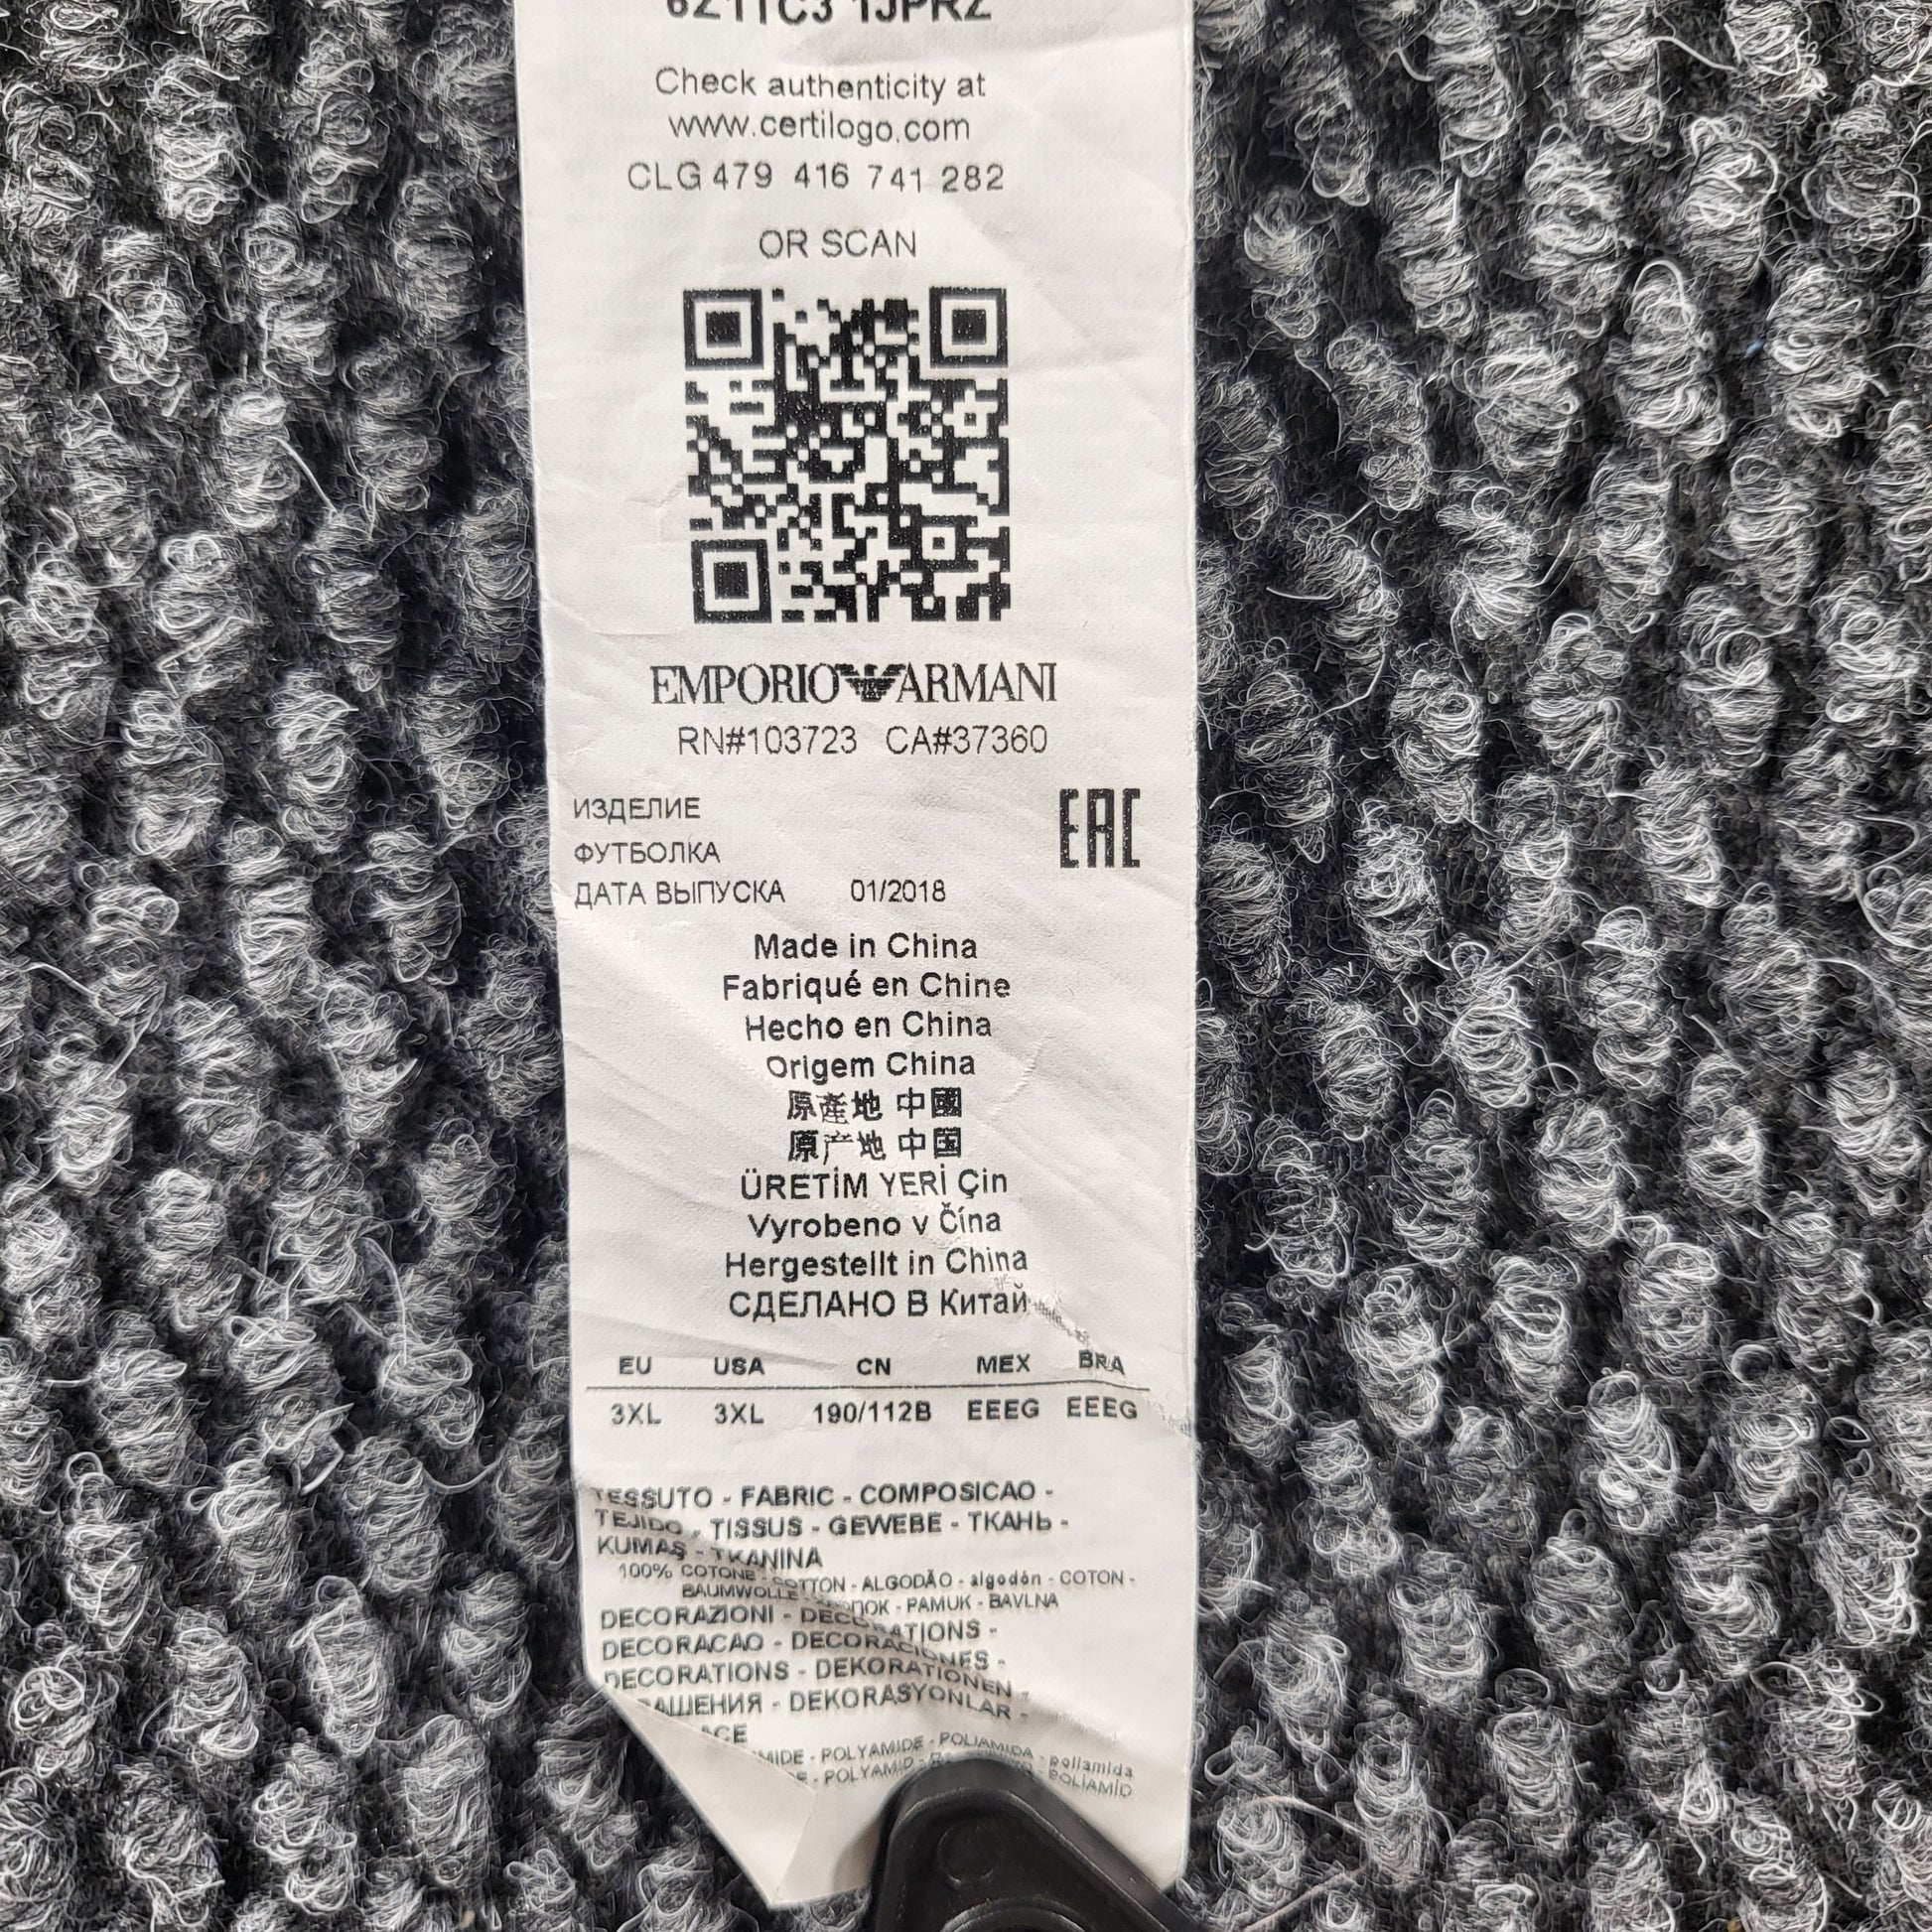 6Z1TC3 1JPRZ
Check authenticity at
www.certilogo.com
CLG 479 416 741 282
OR SCAN
EMPORIO ARMANI
RN#103723 CA#37360
ИЗДЕЛИЕ
EAC
ФУТБОЛКА
ДАТА ВЫПУСКА 01/2018
Made in China
Fabriqué en Chine
Hecho en China
Origem China
原產地 中國
原产地 中国
ÜRETİM YERİ Çin
Vyrobeno v Čína
Hergestellt in China
СДЕЛАНО В Китай
EU USA CN MEX BRA
3XL 3XL 190/112B EEEG EEEG
TESSUTO - FABRIC - COMPOSICAO -
TEJIDO - TISSUS - GEWEBE - ТКАНЬ -
KUMAŞ - TKANINA
100% COTONE - COTTON - ALGODÃO - algodón - COTON -
BAUMWOLLE - PAMUK - BAVLNA
DECORAZIONI - DECORATIONS -
DECORACAO - DECORACIONES -
DECORATIONS - DEKORATIONEN -
DEKORASYONLAR -
POLYAMIDE - POLIAMIDA - poliamida
POLYAMID - POLİAMİD